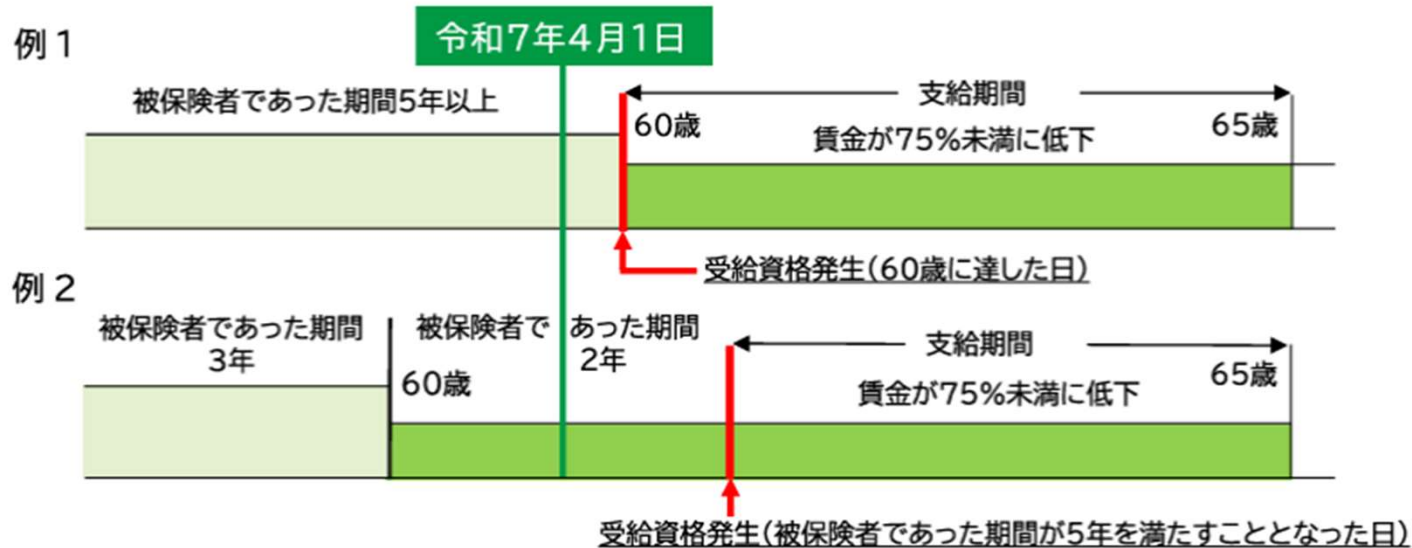 令和7年4月1日
例1
被保険者であった期間5年以上
支給期間
60歳
賃金が75%未満に低下
65歳
受給資格発生(60歳に達した日)
例2
被保険者であった期間
3年
被保険者で あった期間
2年
60歳
支給期間
賃金が75%未満に低下
65歳
受給資格発生(被保険者であった期間が5年を満たすこととなった日)